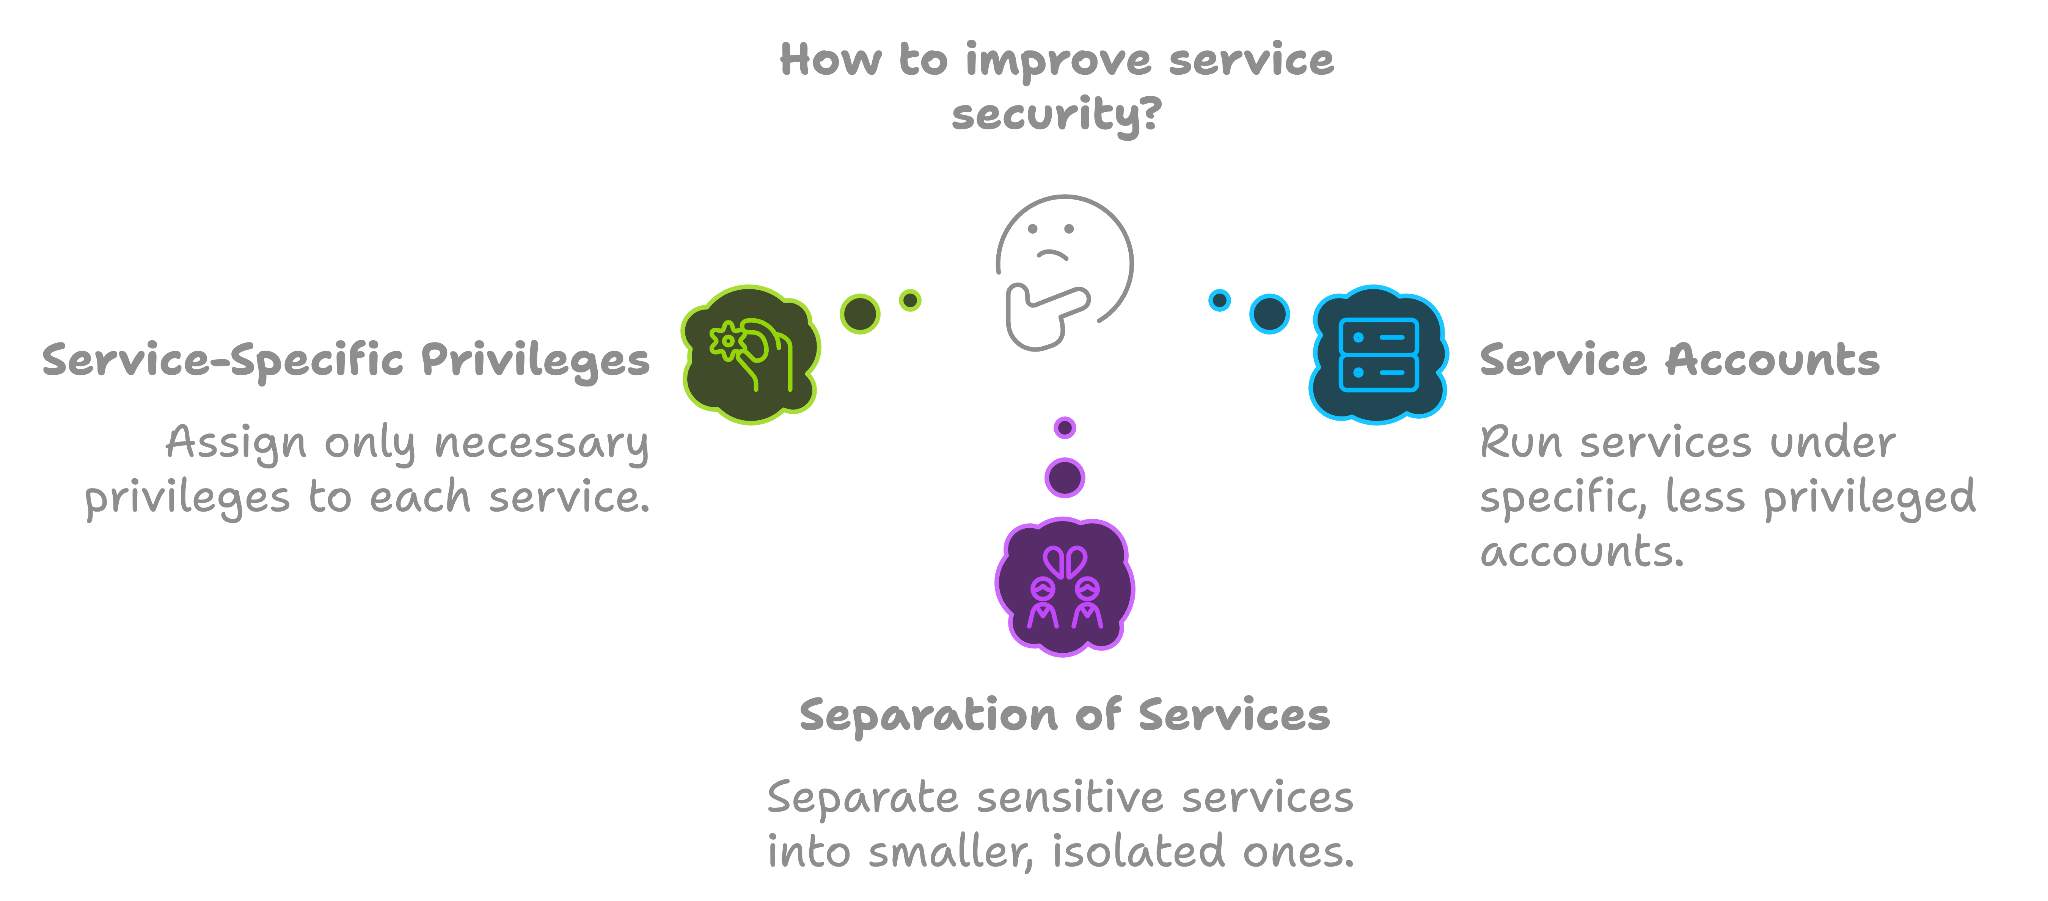 How to improve service
security?
Service-Specific Privileges
Assign only necessary
privileges to each service.
Service Accounts
Run services under
specific, less privileged
accounts.
Separation of Services
Separate sensitive services
into smaller, isolated ones.